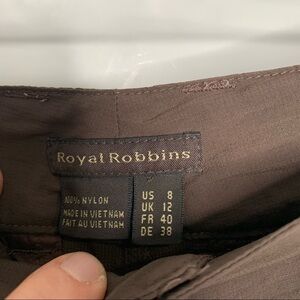 Royal Robbins
100% NYLON
MADE IN VIETNAM
FAIT AU VIETNAM
US 8
UK 12
FR 40
DE 38